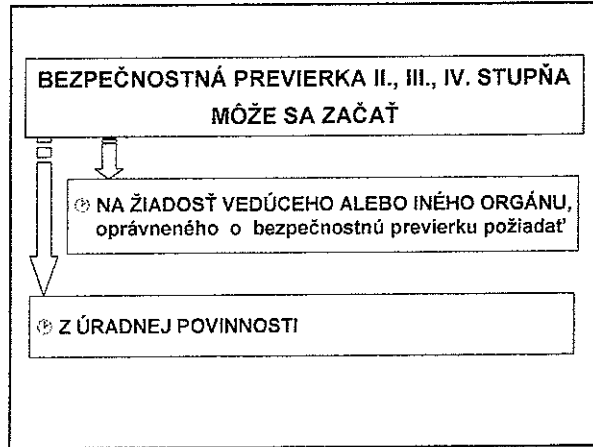 BEZPEČNOSTNÁ PREVIERKA II., III., IV. STUPŇA
MÔŽE SA ZAČAŤ
NA ŽIADOSŤ VEDÚCEHO ALEBO INÉHO ORGÁNU,
oprávneného o bezpečnostnú previerku požiadať
Z ÚRADNEJ POVINNOSTI